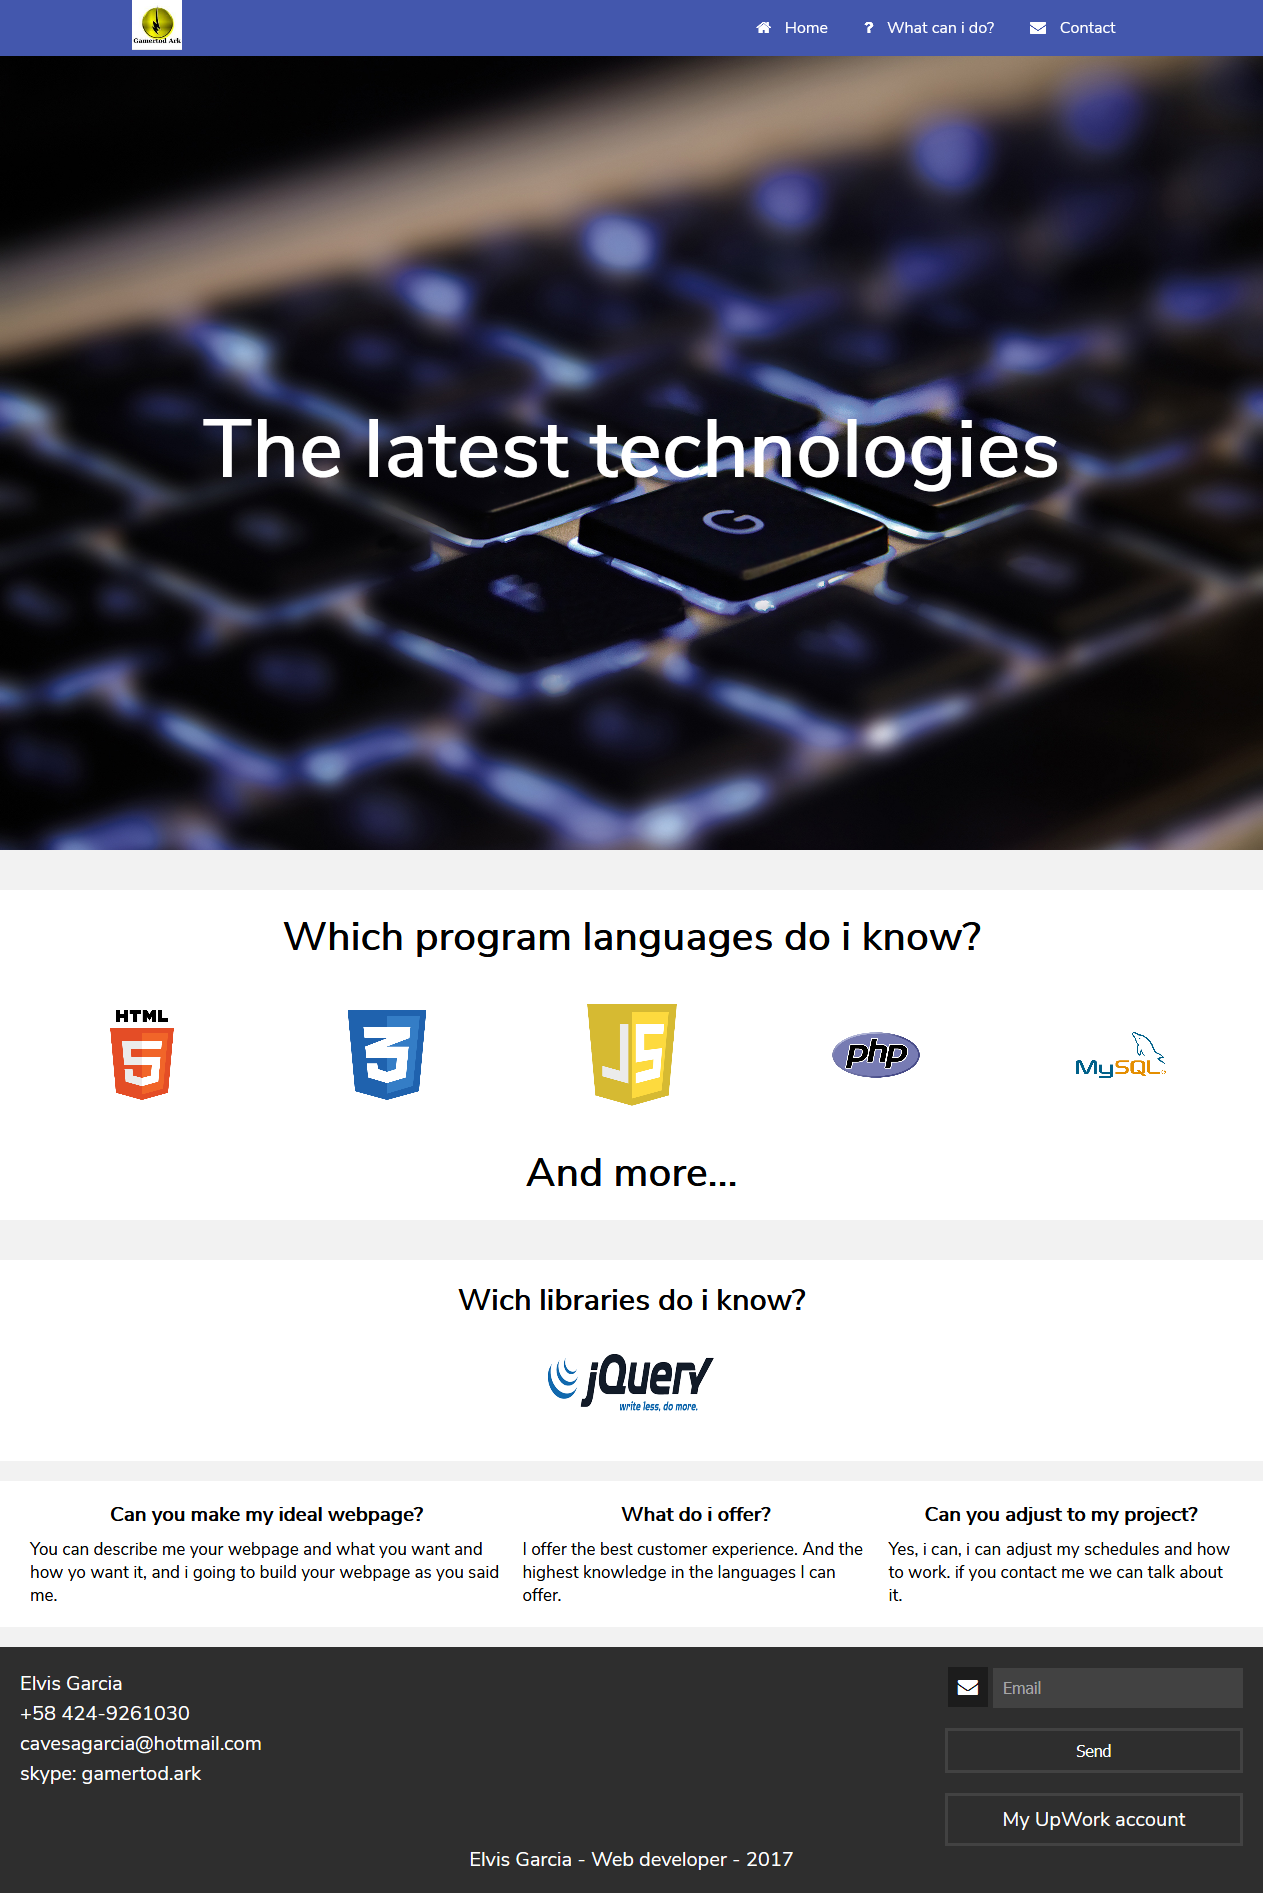 Gamertod Ark
Home
? What can i do?
Contact
The latest technologies
G
Which program languages do i know?
HTML
5
3
JS
php
MySQL
And more...
Wich libraries do i know?
jQuery
write less, do more.
Can you make my ideal webpage?
You can describe me your webpage and what you want and
how yo want it, and i going to build your webpage as you said
me.
What do i offer?
I offer the best customer experience. And the
highest knowledge in the languages I can
offer.
Can you adjust to my project?
Yes, i can, i can adjust my schedules and how
to work. if you contact me we can talk about
it.
Elvis Garcia
+58 424-9261030
cavesagarcia@hotmail.com
skype: gamertod.ark
Email
Send
My UpWork account
Elvis Garcia - Web developer - 2017